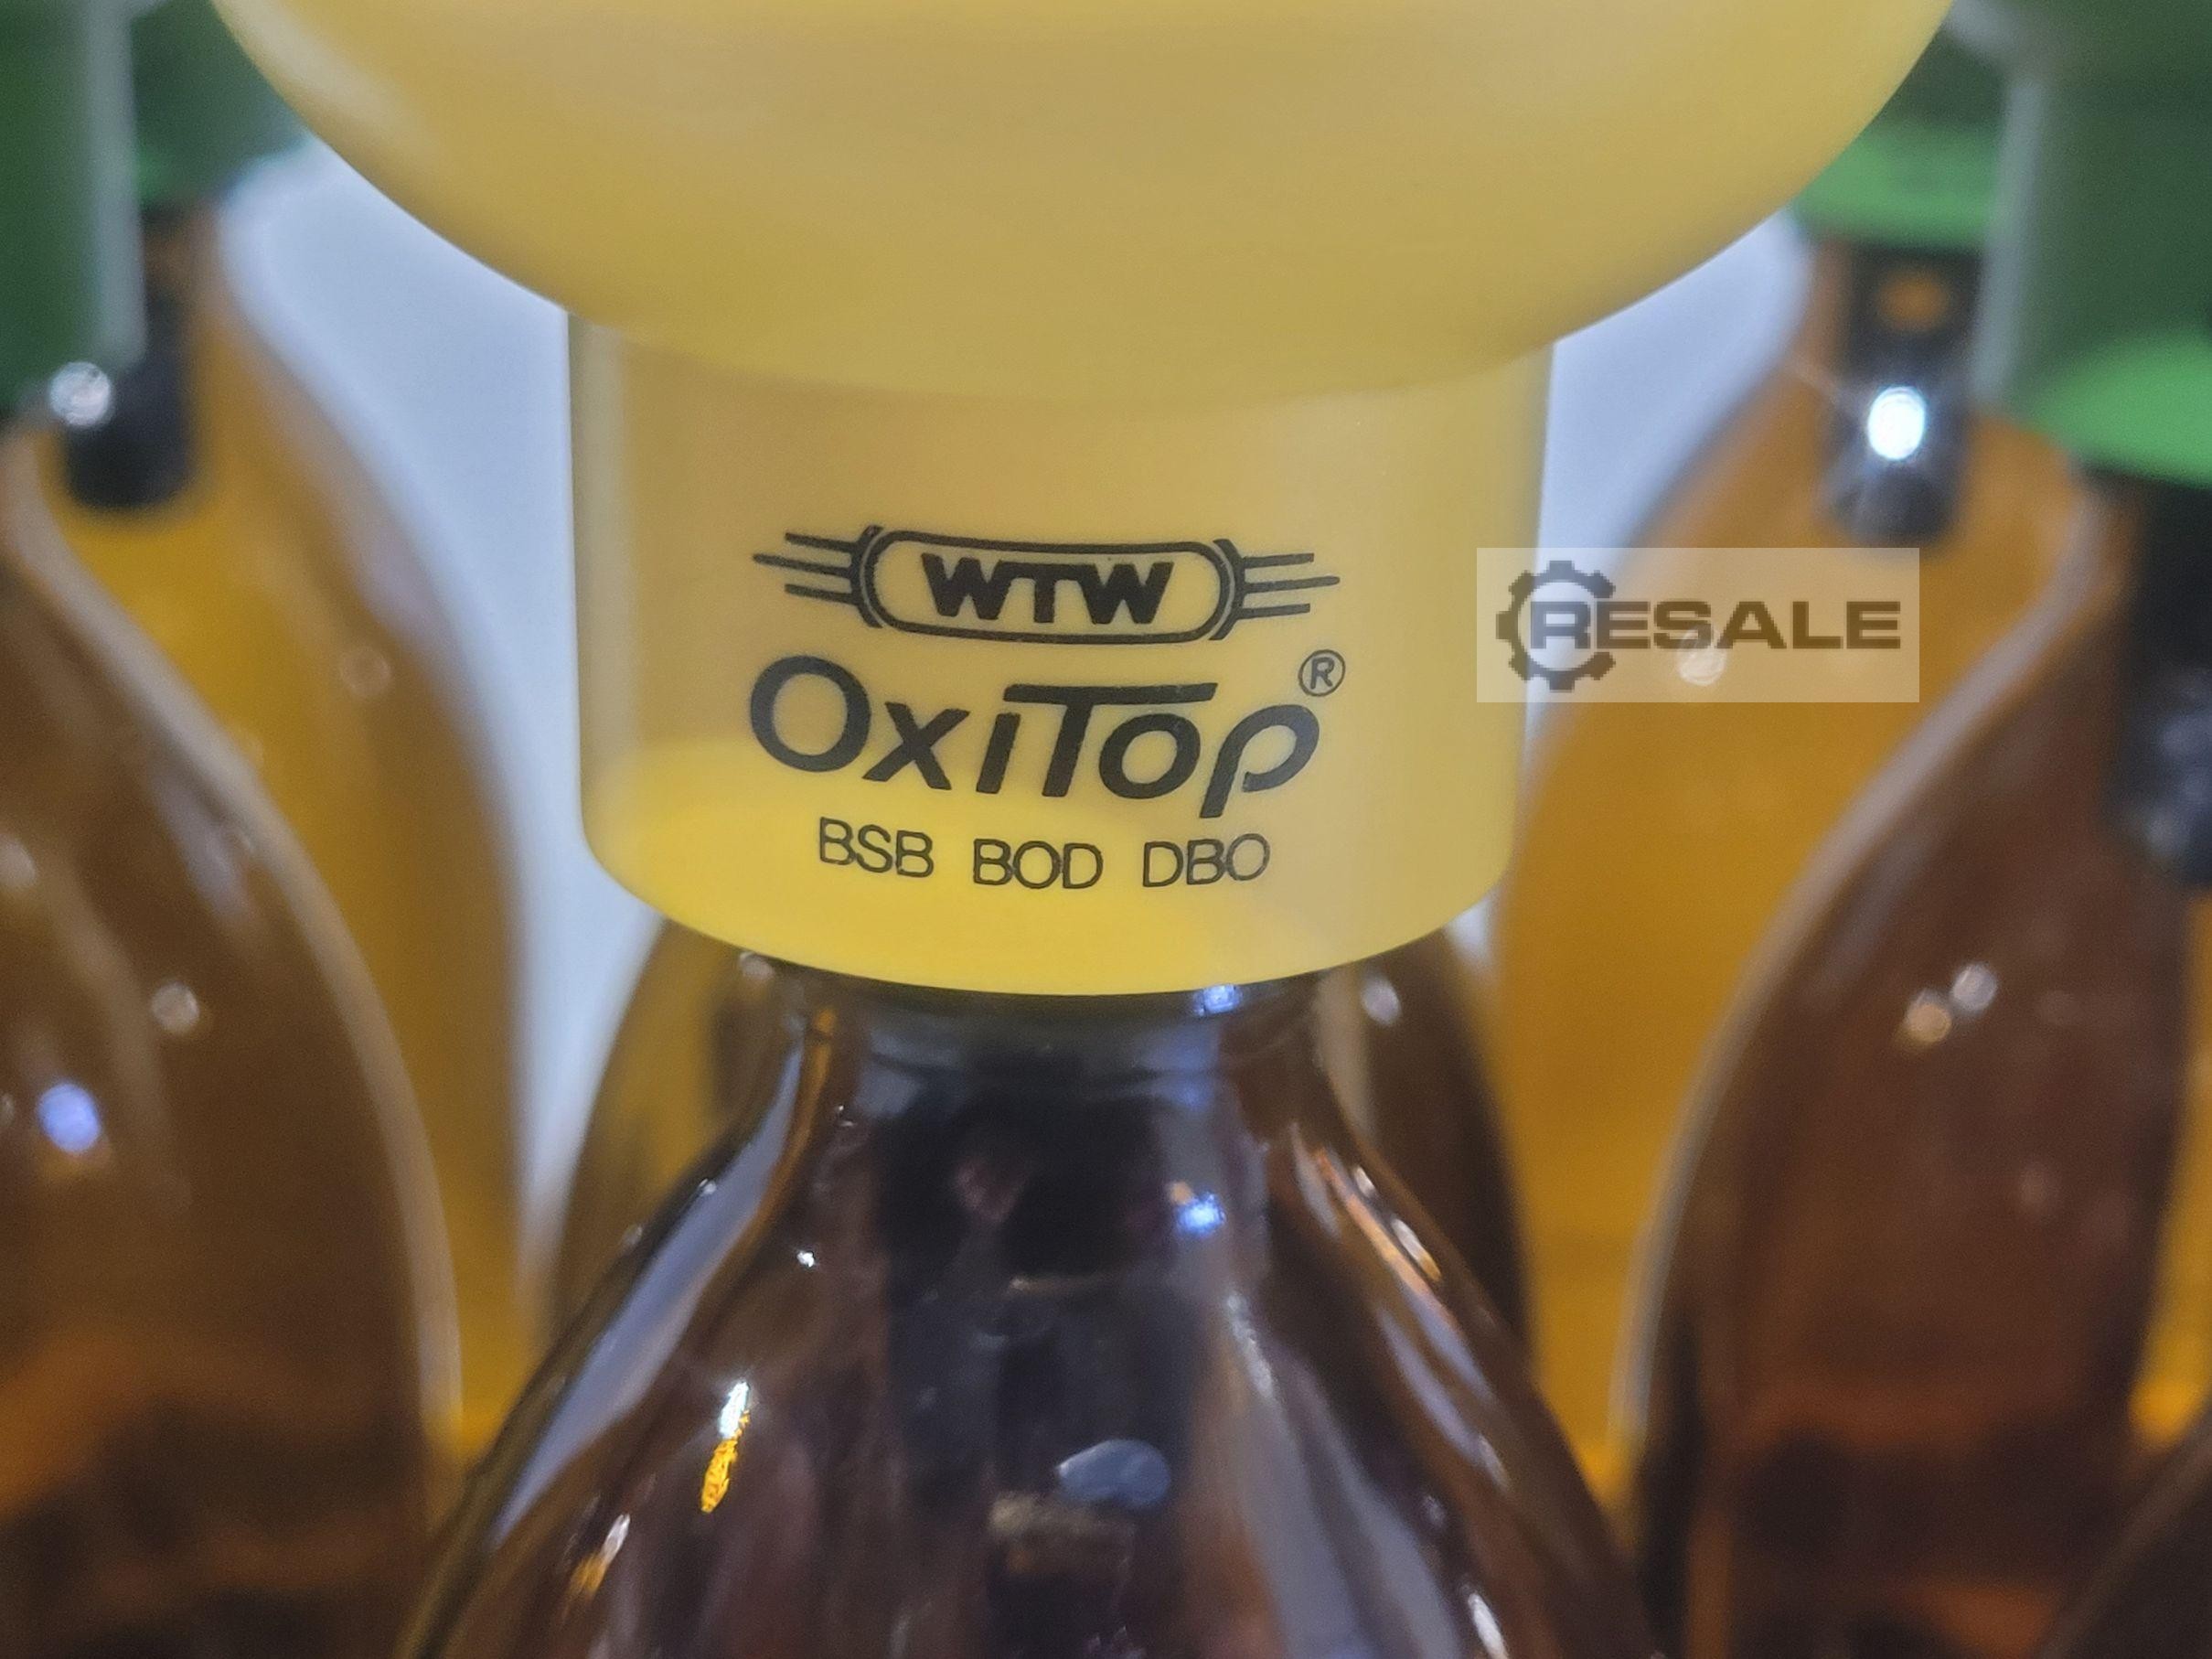 WTW
OxiTop®
BSB BOD DBO
RESALE